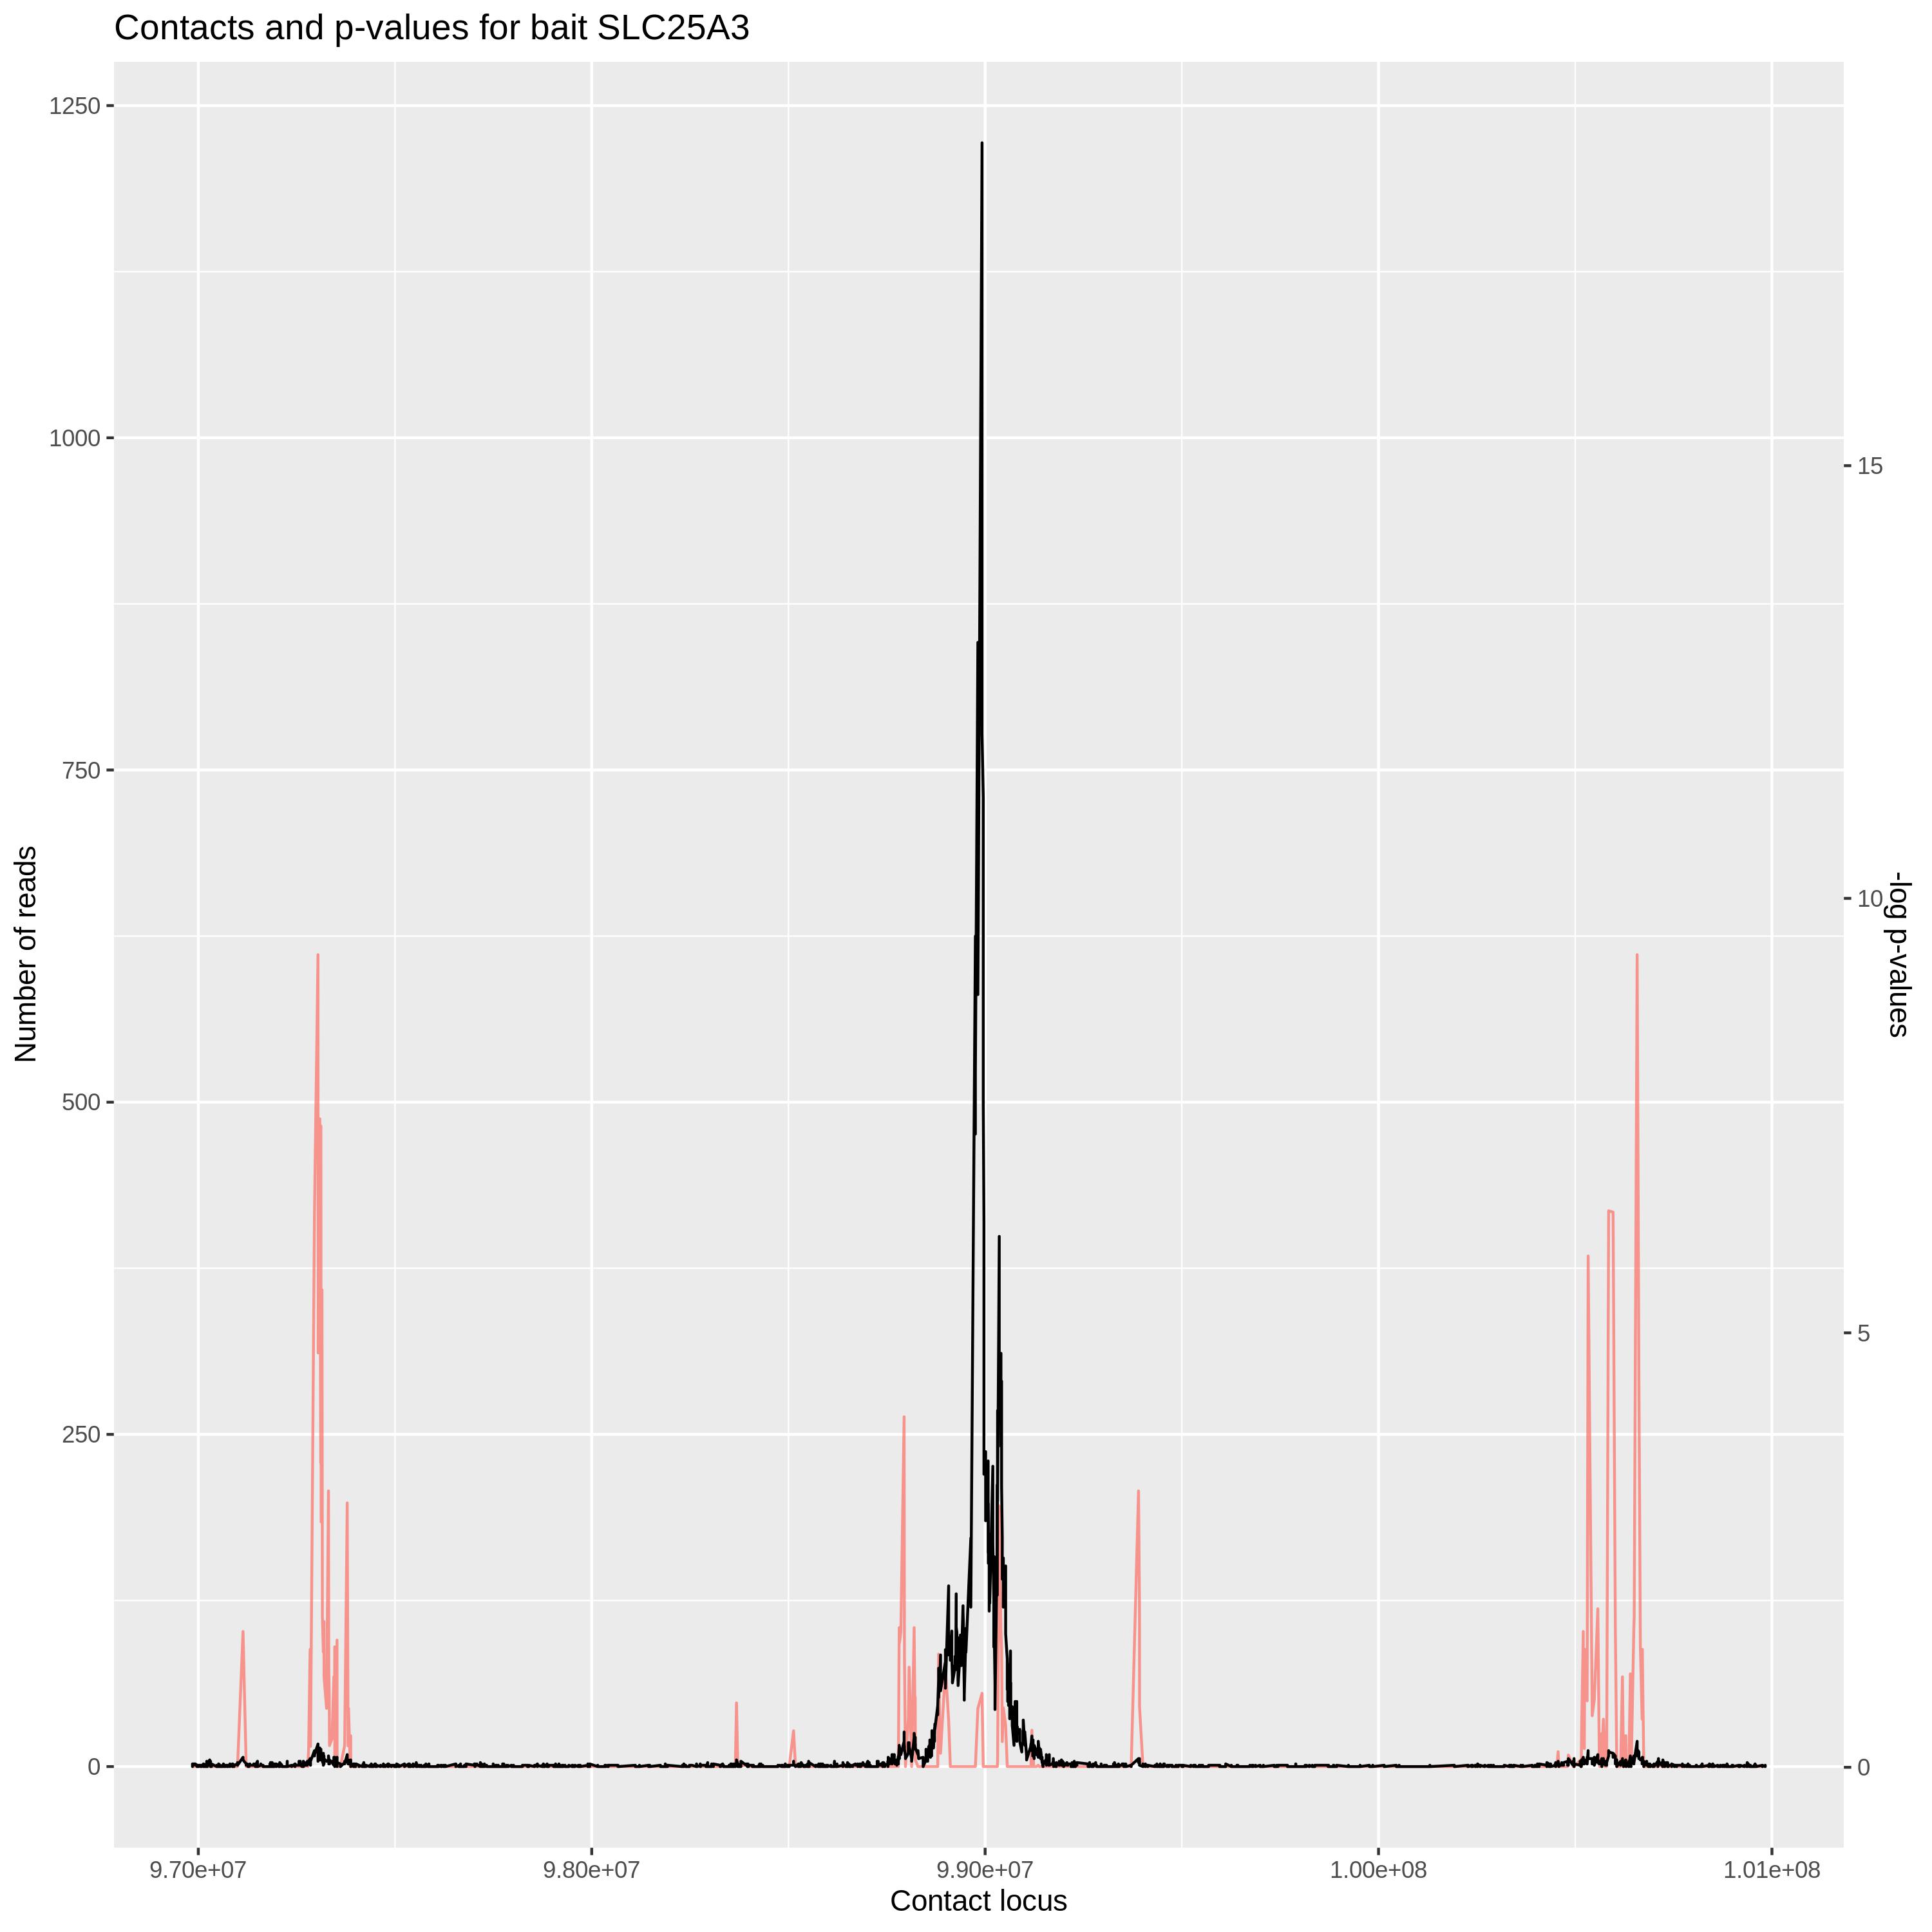 Contacts and p-values for bait SLC25A3
1250
1000
750
500
250
0
Number of reads
15
10
5
0
-log p-values
9.70e+07
9.80e+07
9.90e+07
1.00e+08
1.01e+08
Contact locus